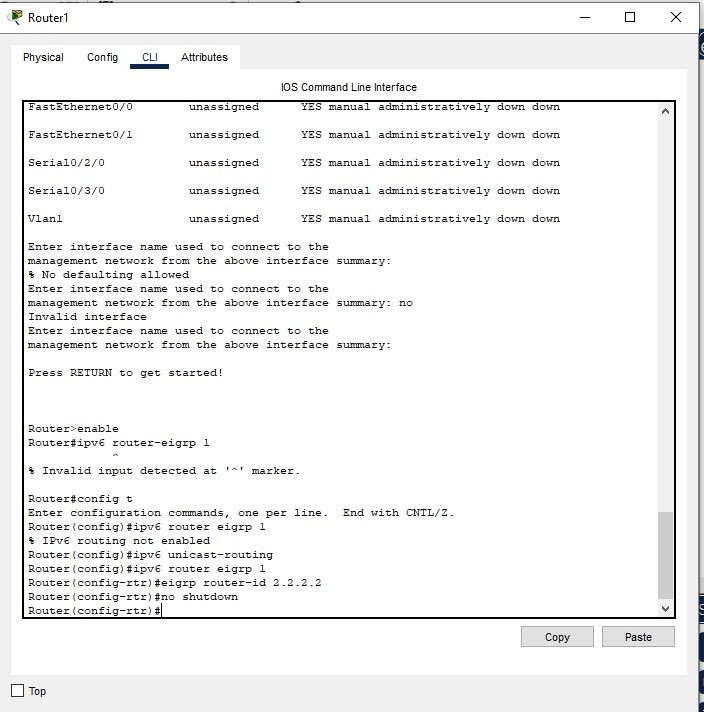 Router1
Physical Config CLI Attributes
IOS Command Line Interface
FastEthernet0/0 unassigned YES manual administratively down down
FastEthernet0/1 unassigned YES manual administratively down down
Serial0/2/0 unassigned YES manual administratively down down
Serial0/3/0 unassigned YES manual administratively down down
Vlan1 unassigned YES manual administratively down down
Enter interface name used to connect to the
management network from the above interface summary:
% No defaulting allowed
Enter interface name used to connect to the
management network from the above interface summary: no
Invalid interface
Enter interface name used to connect to the
management network from the above interface summary:
Press RETURN to get started!
Router>enable
Router#ipv6 router-eigrp 1
^
% Invalid input detected at '^' marker.
Router#config t
Enter configuration commands, one per line. End with CNTL/Z.
Router(config)#ipv6 router eigrp 1
% IPv6 routing not enabled
Router(config)#ipv6 unicast-routing
Router(config)#ipv6 router eigrp 1
Router(config-rtr)#eigrp router-id 2.2.2.2
Router(config-rtr)#no shutdown
Router(config-rtr)#
Copy Paste
Top